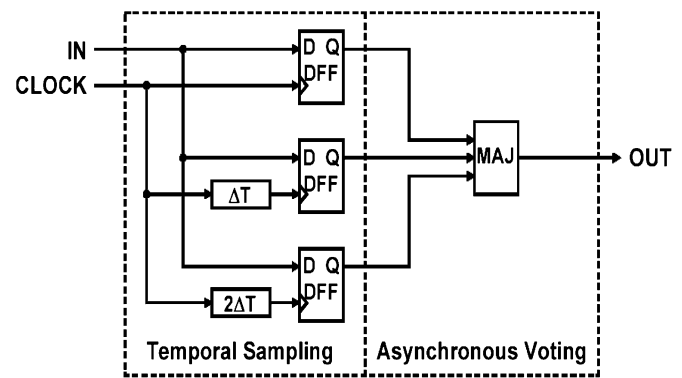 IN
CLOCK
D Q
DFF
D Q
DFF
ΔT
D Q
DFF
2ΔT
MAJ
OUT
Temporal Sampling
Asynchronous Voting